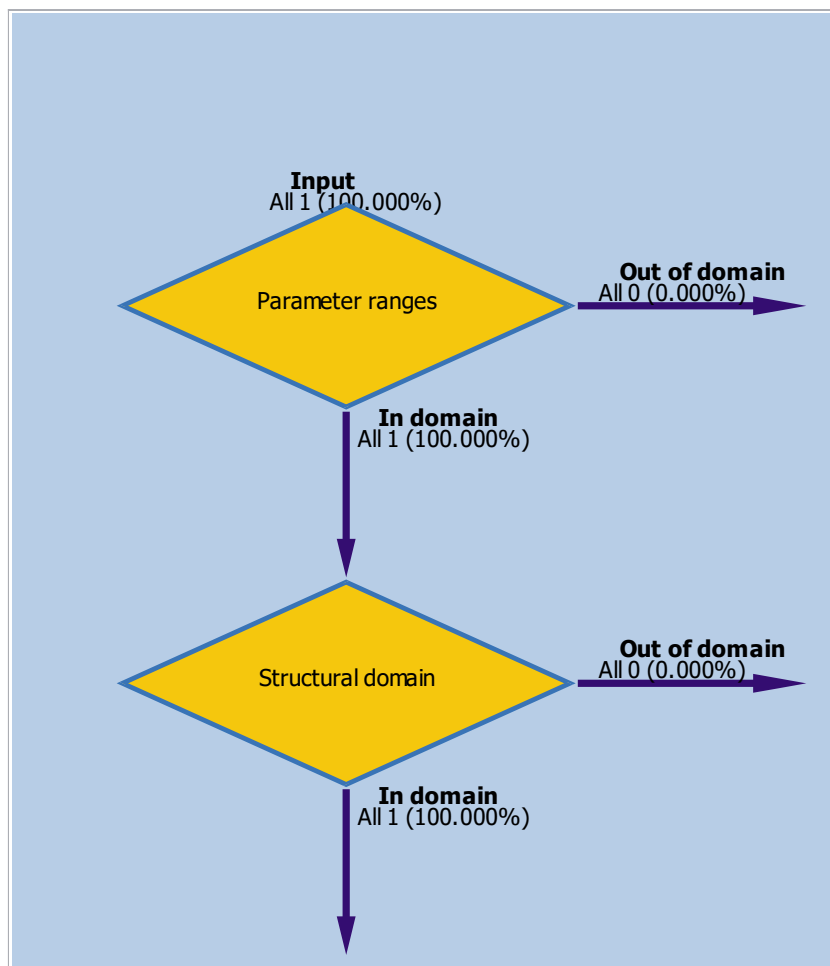 Input
All 1 (100.000%)
Parameter ranges
Out of domain
All 0 (0.000%)
In domain
All 1 (100.000%)
Structural domain
Out of domain
All 0 (0.000%)
In domain
All 1 (100.000%)